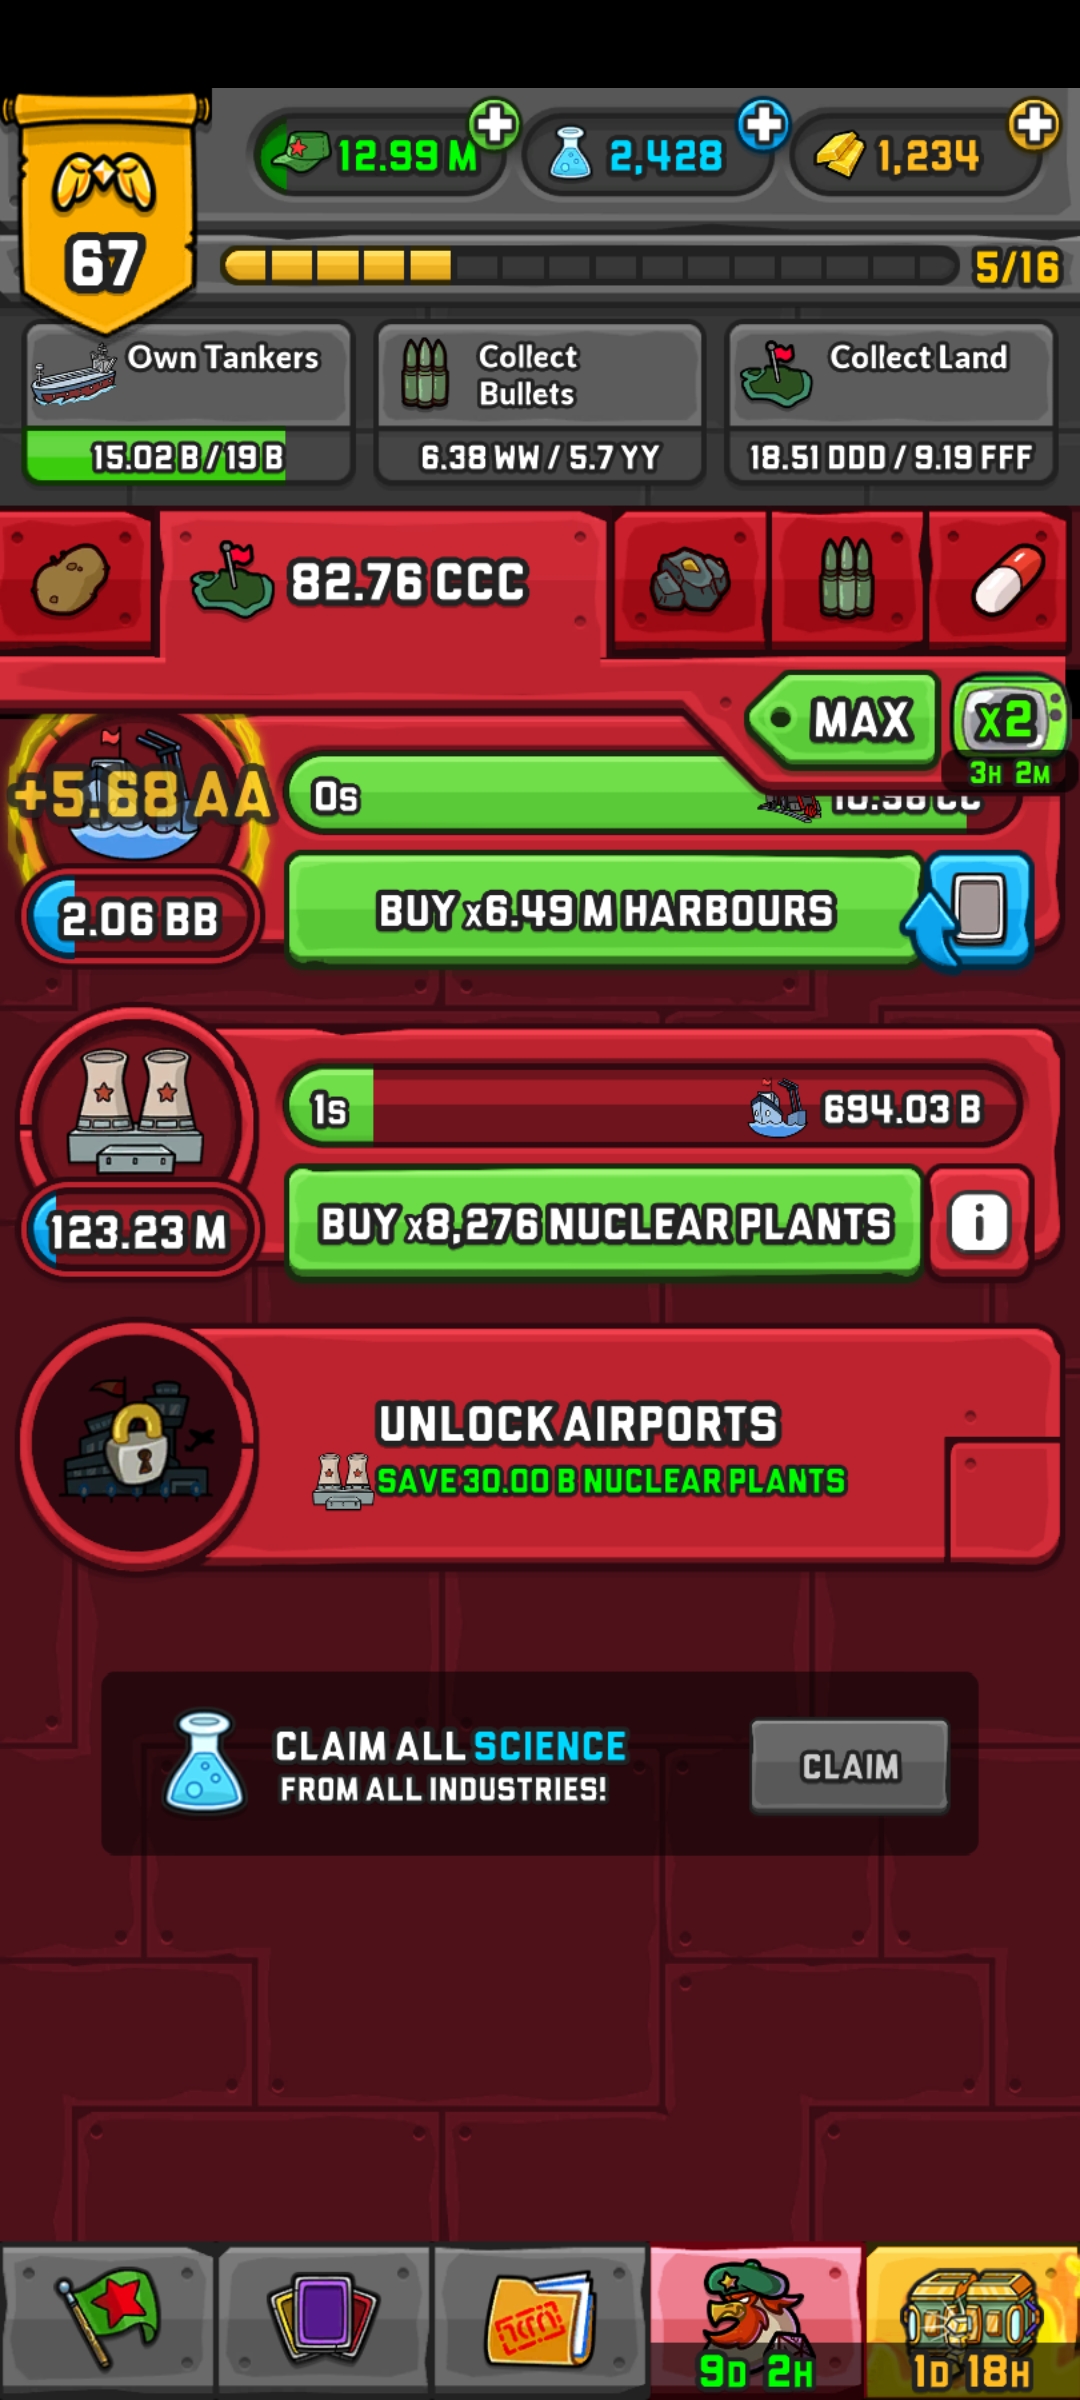 67
12.99 M
2,428
1,234
5/16
Own Tankers
15.02 B / 19 B
Collect
Bullets
6.38 WW / 5.7 YY
Collect Land
18.51 DDD / 9.19 FFF
82.76 CCC
MAX
x2
3H 2M
+5.68 AA
0s
2.06 BB
BUY x6.49 M HARBOURS
1s
694.03 B
123.23 M
BUY x8,276 NUCLEAR PLANTS
i
UNLOCK AIRPORTS
SAVE 30.00 B NUCLEAR PLANTS
CLAIM ALL SCIENCE
FROM ALL INDUSTRIES!
CLAIM
9D 2H
1D 18H